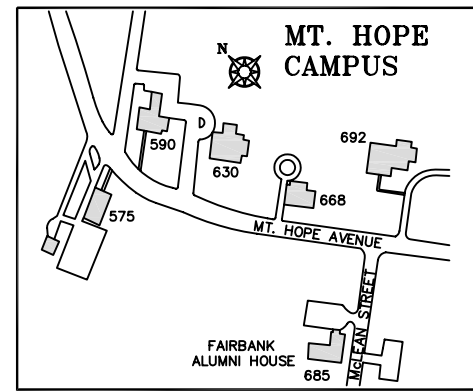 MT. HOPE
CAMPUS
N
590
D
630
692
668
575
MT. HOPE AVENUE
McLEAN STREET
FAIRBANK
ALUMNI HOUSE
685